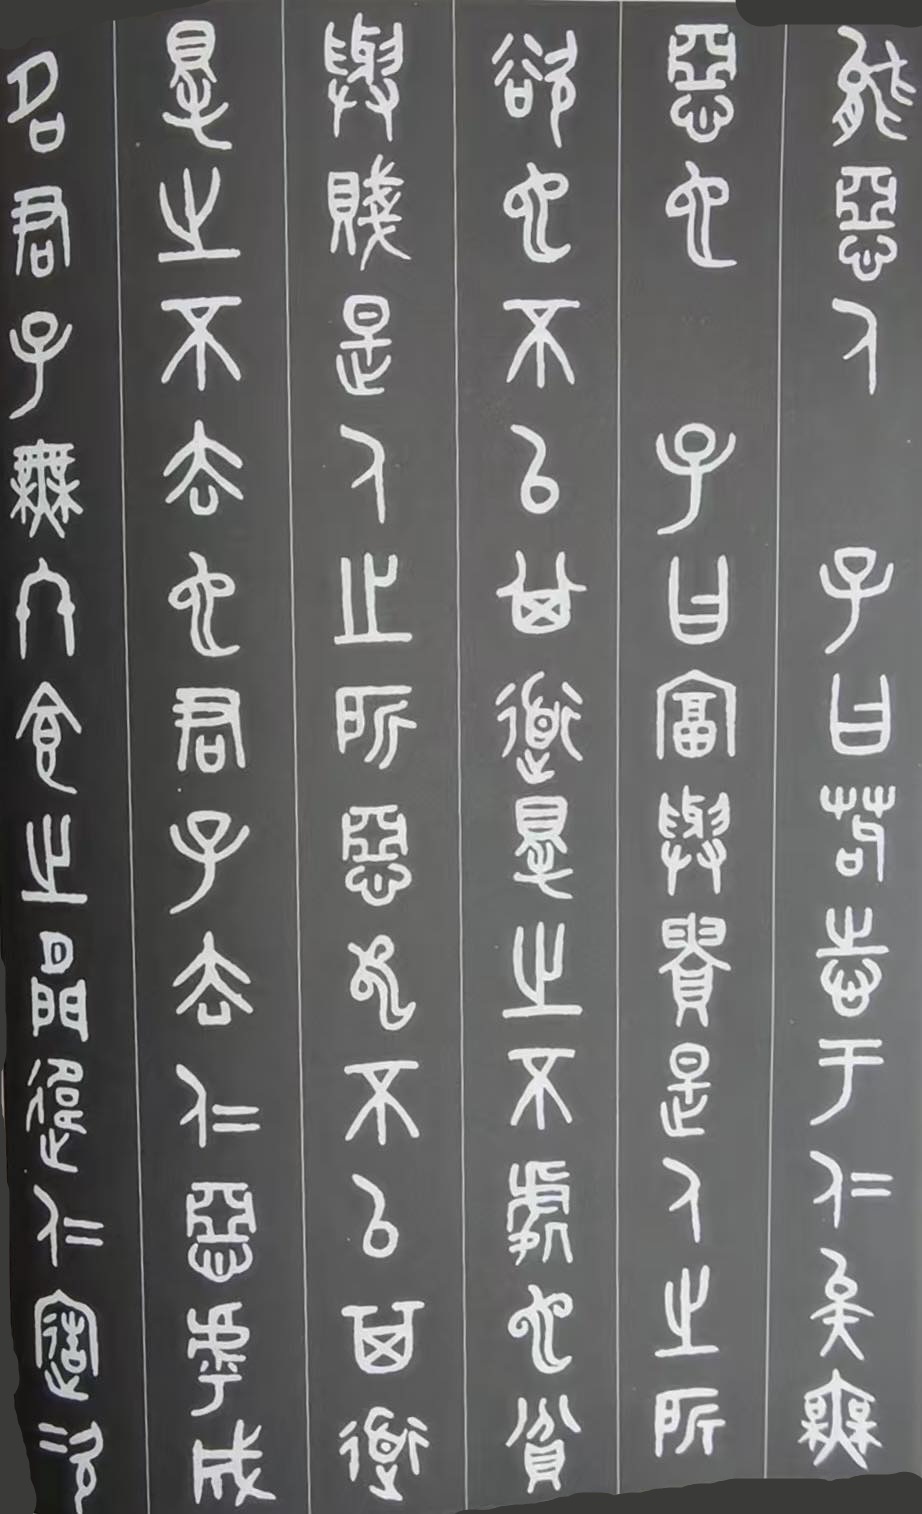 能惡人 子曰苟志于仁矣無
惡也 子曰富與貴是人之所
欲也不以其道得之不處也貧
與賤是人之所惡也不以其道
得之不去也君子去仁惡乎成
名君子無終食之間違仁造次